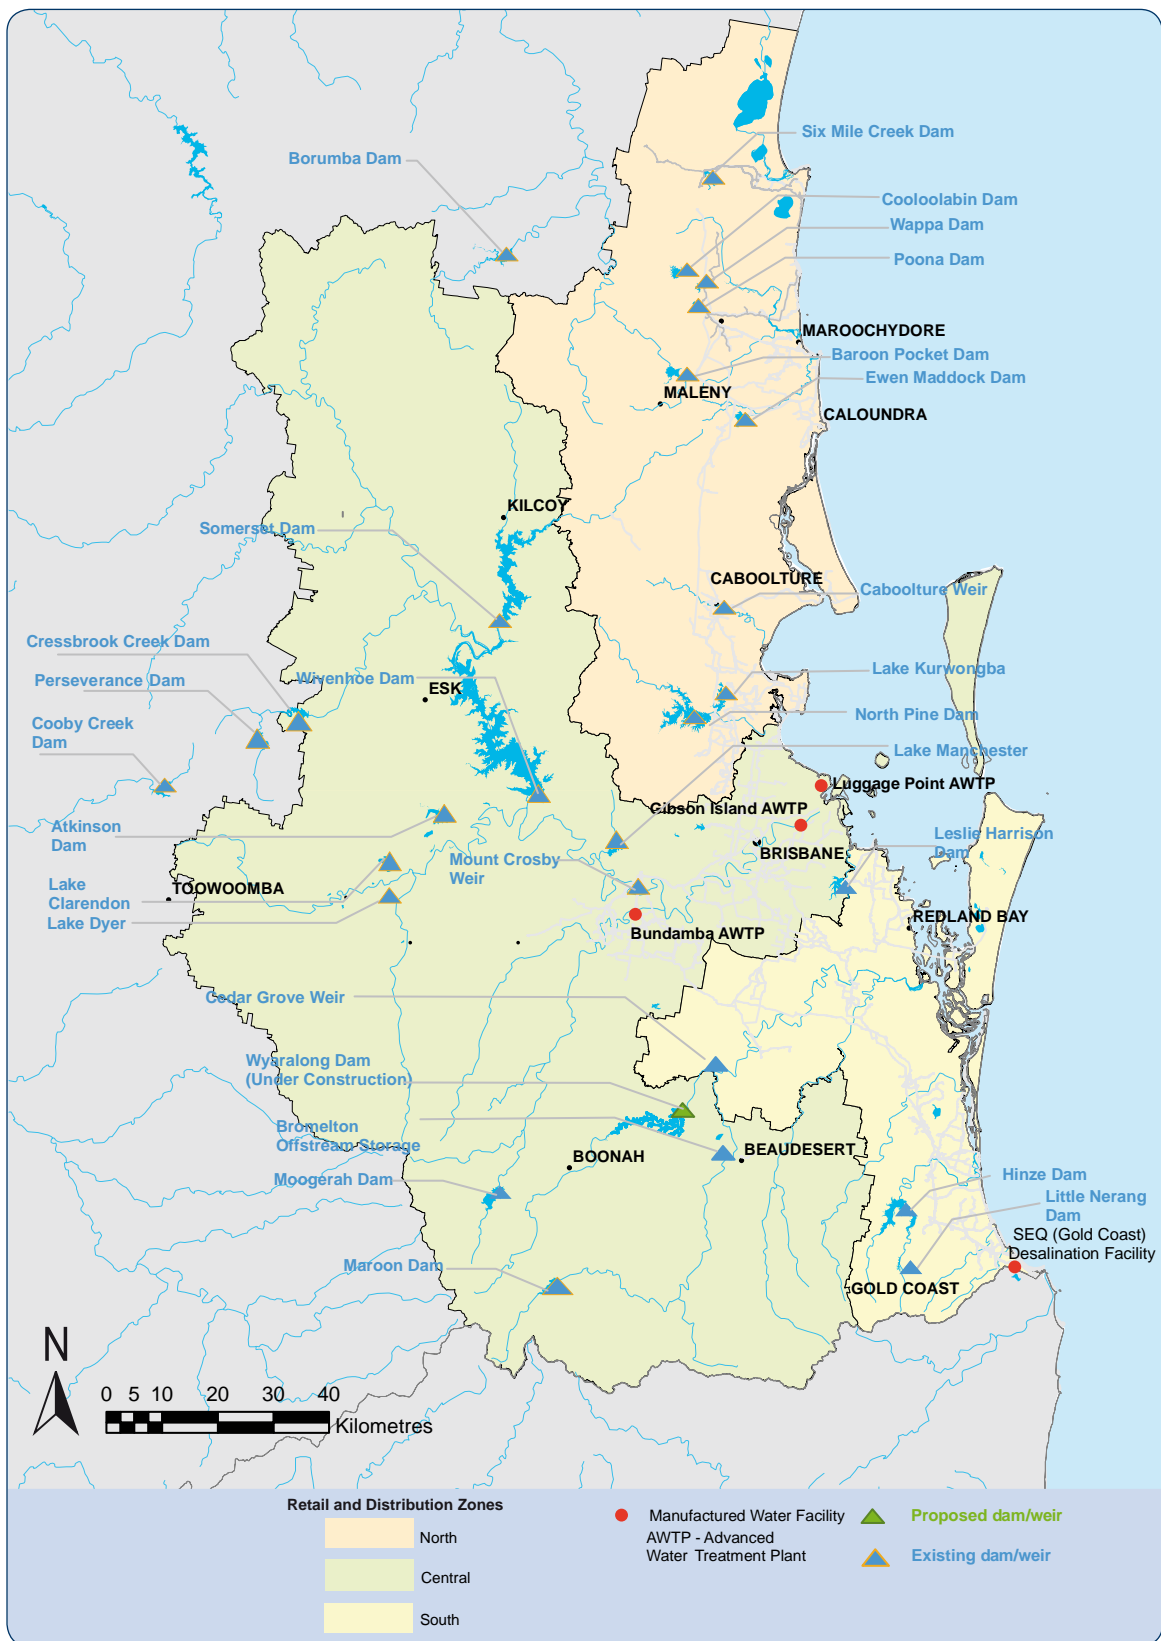 Six Mile Creek Dam
Borumba Dam
Cooloolabin Dam
Wappa Dam
Poona Dam
MAROOCHYDORE
Baroon Pocket Dam
Ewen Maddock Dam
MALENY
CALOUNDRA
KILCOY
Somerset Dam
CABOOLTURE
Caboolture Weir
Cressbrook Creek Dam
Lake Kurwongba
Perseverance Dam
Wivenhoe Dam
ESK
North Pine Dam
Cooby Creek
Dam
Lake Manchester
Luggage Point AWTP
Gibson Island AWTP
Atkinson
Dam
Leslie Harrison
Dam
BRISBANE
Mount Crosby
Weir
Lake
Clarendon
TOOWOOMBA
Lake Dyer
REDLAND BAY
Bundamba AWTP
Cedar Grove Weir
Wyaralong Dam
(Under Construction)
Bromelton
Offstream Storage
BOONAH
BEAUDESERT
Moogerah Dam
Hinze Dam
Little Nerang
Dam
SEQ (Gold Coast)
Desalination Facility
Maroon Dam
GOLD COAST
N
0 5 10 20 30 40
Kilometres
Retail and Distribution Zones
North
Central
South
Manufactured Water Facility
AWTP - Advanced
Water Treatment Plant
Proposed dam/weir
Existing dam/weir